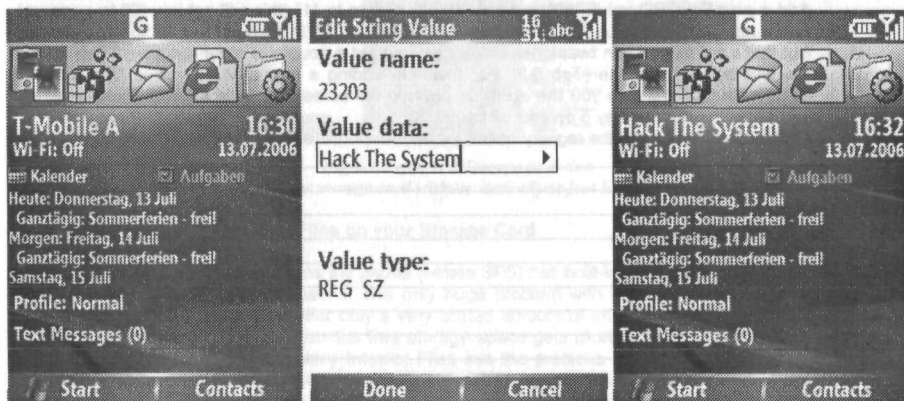 G
T-Mobile A 16:30
Wi-Fi: Off 13.07.2006
Kalender Aufgaben
Heute: Donnerstag, 13 Juli
Ganztägig: Sommerferien - frei!
Morgen: Freitag, 14 Juli
Ganztägig: Sommerferien - frei!
Samstag, 15 Juli
Profile: Normal
Text Messages (0)
Start Contacts
Edit String Value 16 31 abc
Value name:
23203
Value data:
Hack The System
Value type:
REG SZ
Done Cancel
G
Hack The System 16:32
Wi-Fi: Off 13.07.2006
Kalender Aufgaben
Heute: Donnerstag, 13 Juli
Ganztägig: Sommerferien - frei!
Morgen: Freitag, 14 Juli
Ganztägig: Sommerferien - frei!
Samstag, 15 Juli
Profile: Normal
Text Messages (0)
Start Contacts